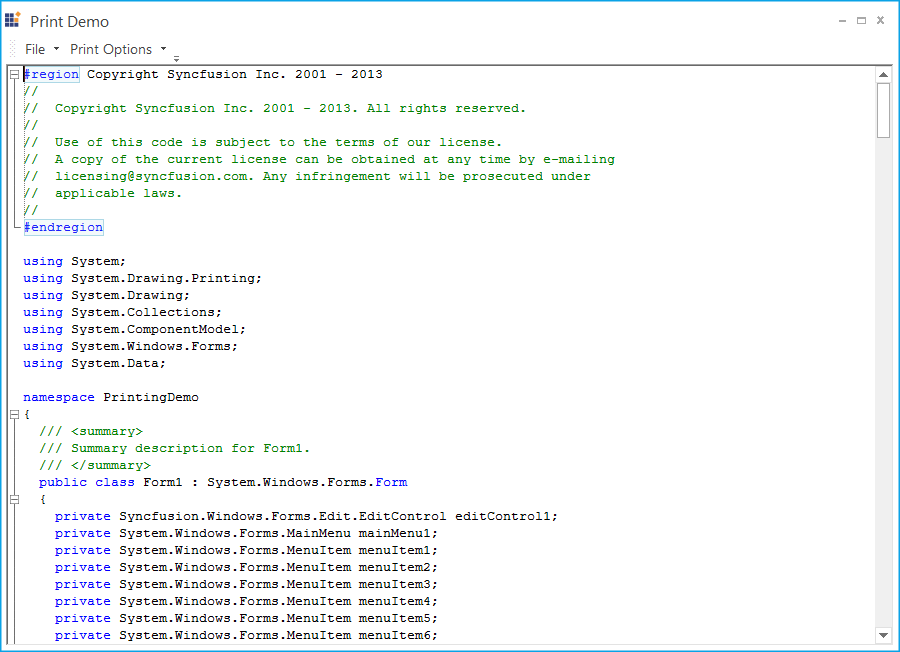 Print Demo
File Print Options
#region Copyright Syncfusion Inc. 2001 - 2013
//
//  Copyright Syncfusion Inc. 2001 - 2013. All rights reserved.
//
//  Use of this code is subject to the terms of our license.
//  A copy of the current license can be obtained at any time by e-mailing
//  licensing@syncfusion.com. Any infringement will be prosecuted under
//  applicable laws.
//
#endregion

using System;
using System.Drawing.Printing;
using System.Drawing;
using System.Collections;
using System.ComponentModel;
using System.Windows.Forms;
using System.Data;

namespace PrintingDemo
{
  /// <summary>
  /// Summary description for Form1.
  /// </summary>
  public class Form1 : System.Windows.Forms.Form
  {
    private Syncfusion.Windows.Forms.Edit.EditControl editControl1;
    private System.Windows.Forms.MainMenu mainMenu1;
    private System.Windows.Forms.MenuItem menuItem1;
    private System.Windows.Forms.MenuItem menuItem2;
    private System.Windows.Forms.MenuItem menuItem3;
    private System.Windows.Forms.MenuItem menuItem4;
    private System.Windows.Forms.MenuItem menuItem5;
    private System.Windows.Forms.MenuItem menuItem6;